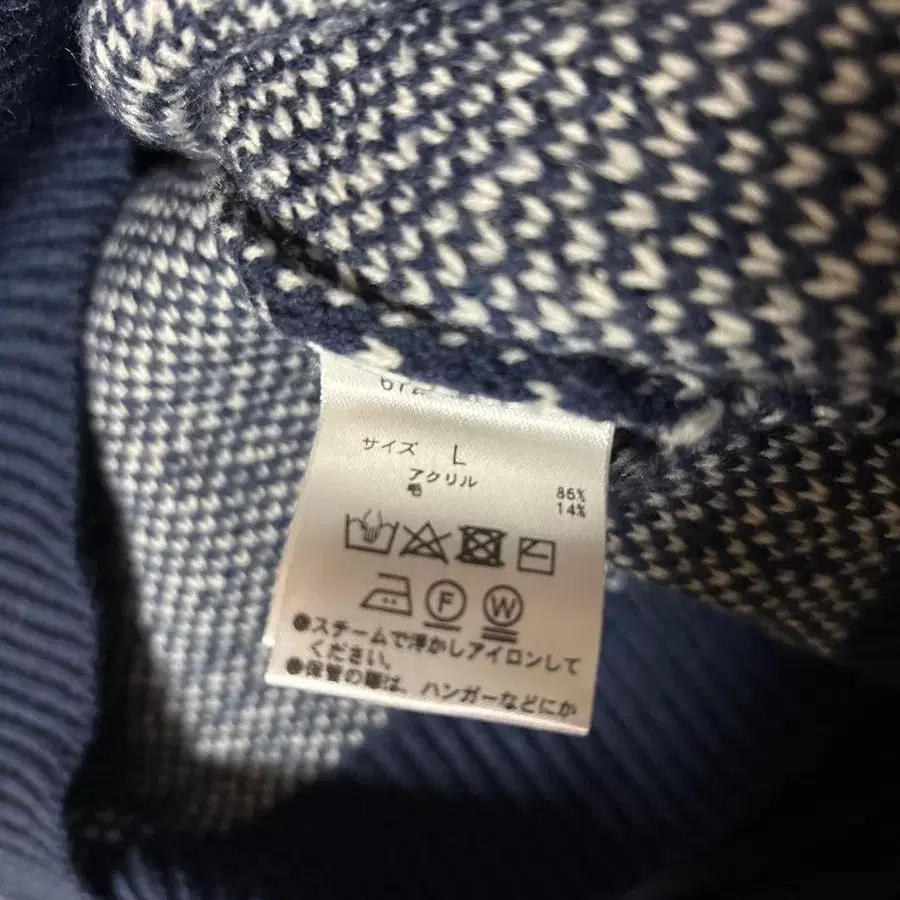 サイズ L
アクリル 86%
毛 14%
F W
●スチームで浮かしアイロンして
ください。
●保管の際は、ハンガーなどにか